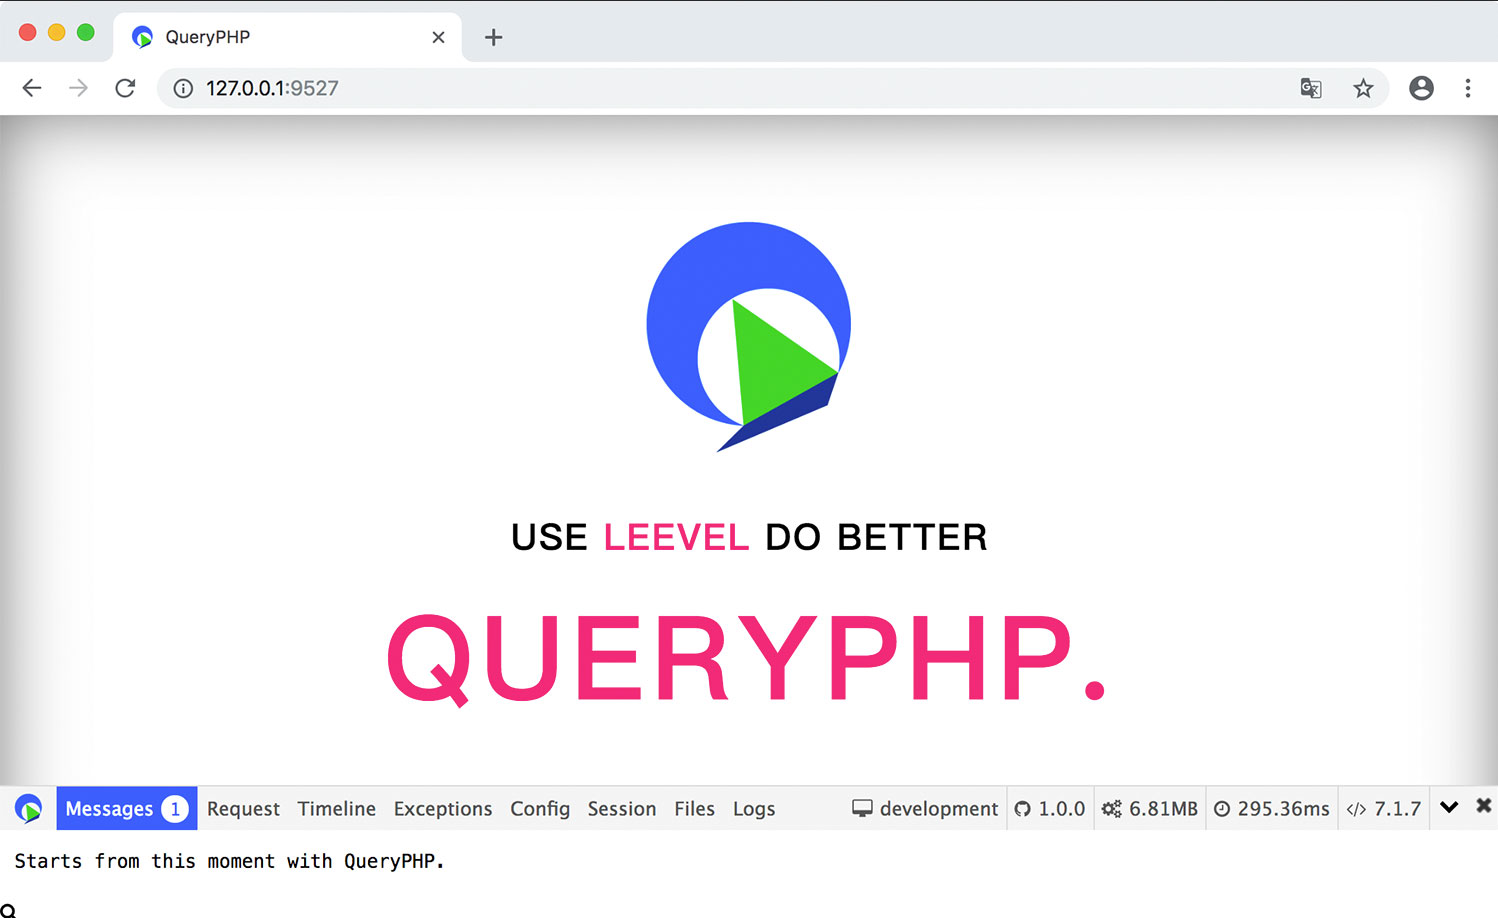 QueryPHP
127.0.0.1:9527
USE LEEVEL DO BETTER
QUERYPHP.
Messages 1 Request Timeline Exceptions Config Session Files Logs development 1.0.0 6.81MB 295.36ms 7.1.7
Starts from this moment with QueryPHP.